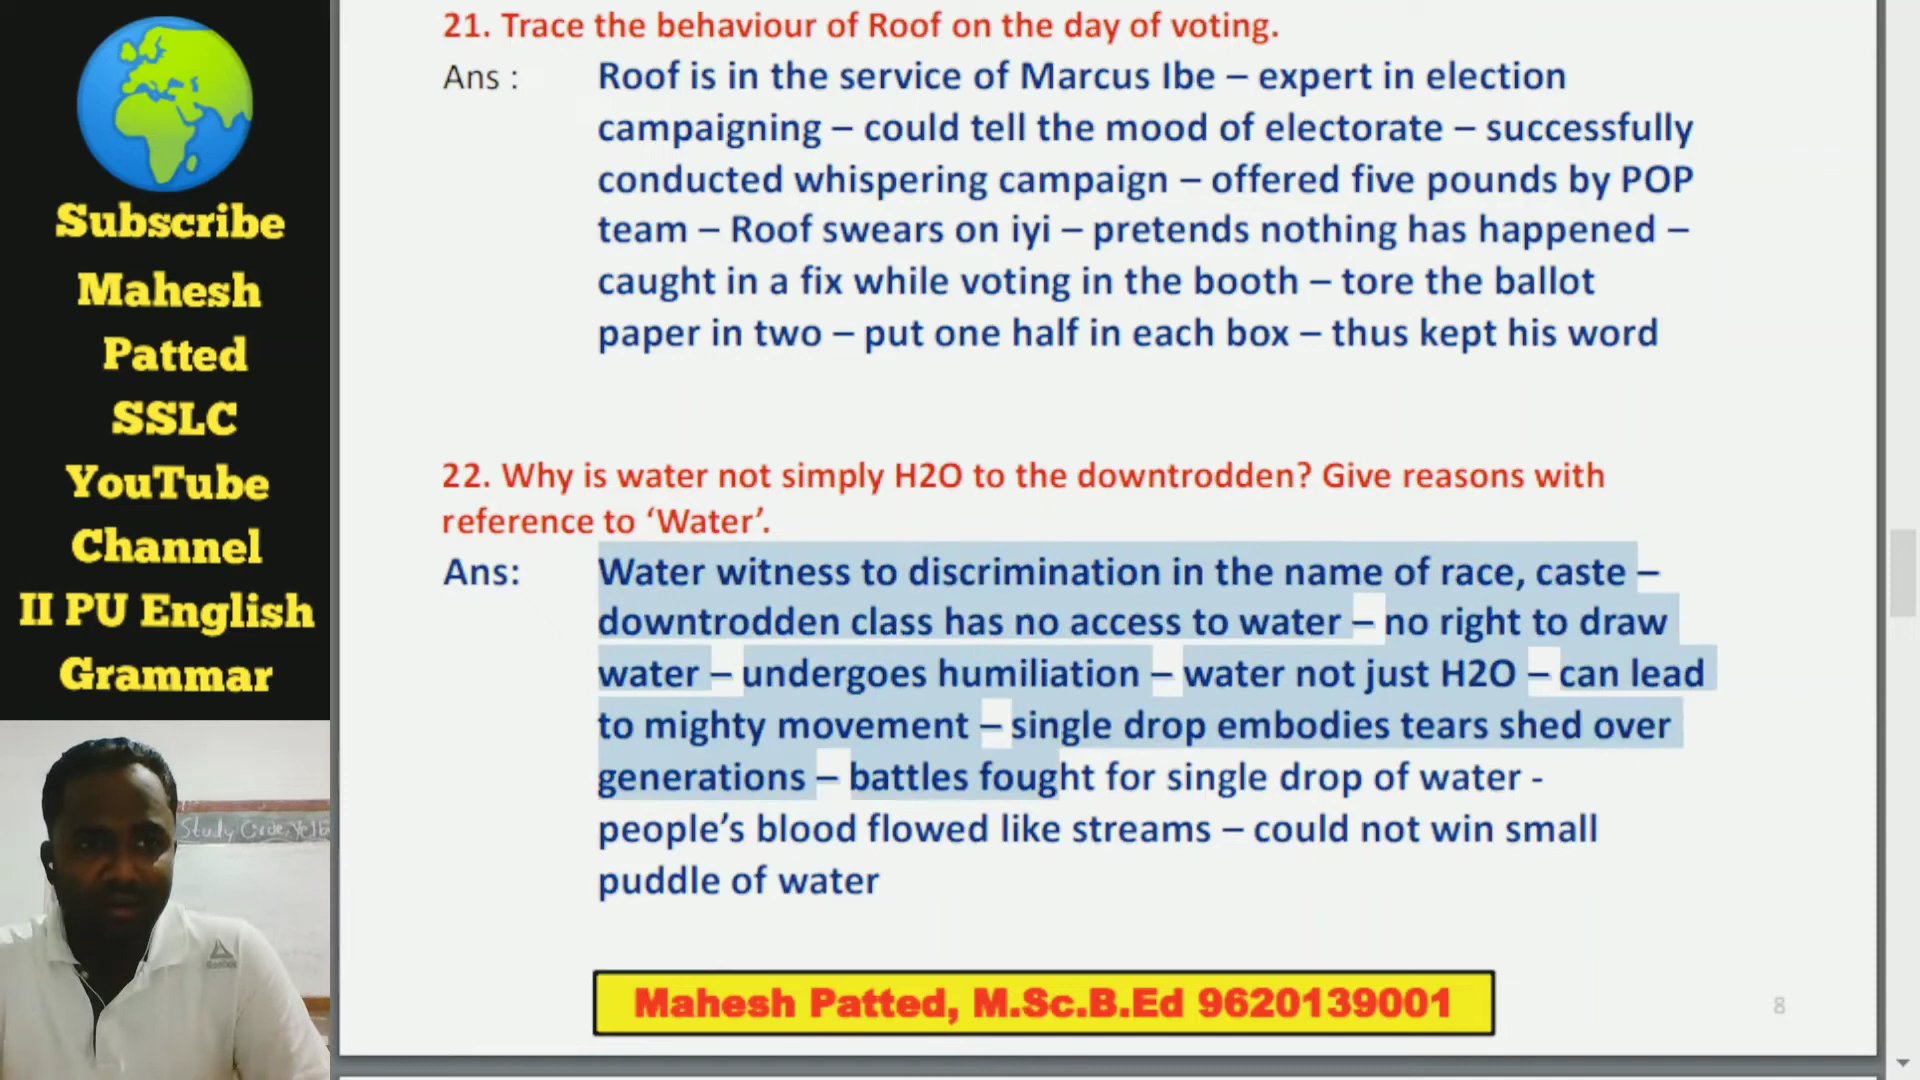 Subscribe
Mahesh
Patted
SSLC
YouTube
Channel
II PU English
Grammar
Study Circle, Yelb
21. Trace the behaviour of Roof on the day of voting.
Ans : Roof is in the service of Marcus Ibe – expert in election
campaigning – could tell the mood of electorate – successfully
conducted whispering campaign – offered five pounds by POP
team – Roof swears on iyi – pretends nothing has happened –
caught in a fix while voting in the booth – tore the ballot
paper in two – put one half in each box – thus kept his word
22. Why is water not simply H2O to the downtrodden? Give reasons with
reference to ‘Water’.
Ans: Water witness to discrimination in the name of race, caste –
downtrodden class has no access to water – no right to draw
water – undergoes humiliation – water not just H2O – can lead
to mighty movement – single drop embodies tears shed over
generations – battles fought for single drop of water -
people’s blood flowed like streams – could not win small
puddle of water
Mahesh Patted, M.Sc.B.Ed 9620139001
8
Reebok